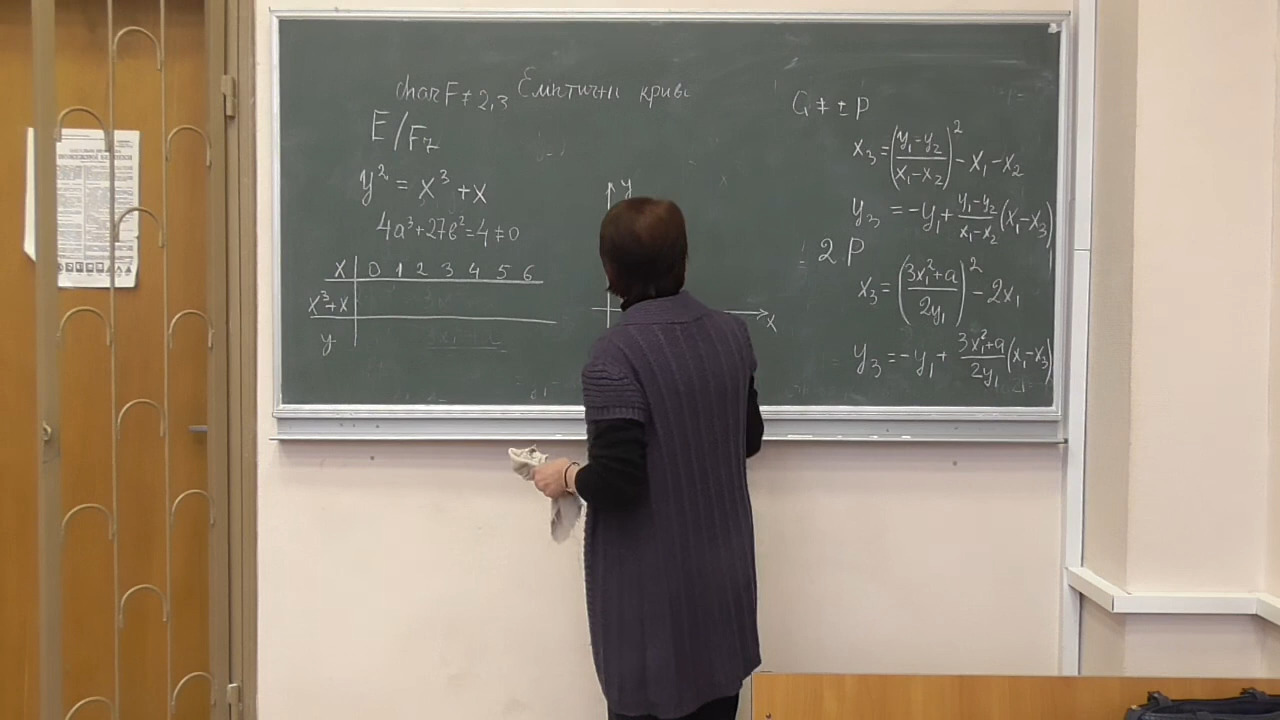 char F ≠ 2,3 Еліптичні криві
E/F₇
y² = x³ + x
4a³+27b²=4≠0
x 0 1 2 3 4 5 6
x³+x
y
y
x
Q ≠ ± P
x₃ = ((y₁-y₂)/(x₁-x₂))² - x₁ - x₂
y₃ = -y₁ + (y₁-y₂)/(x₁-x₂) (x₁-x₃)
2P
x₃ = ((3x₁²+a)/(2y₁))² - 2x₁
y₃ = -y₁ + (3x₁²+a)/(2y₁) (x₁-x₃)